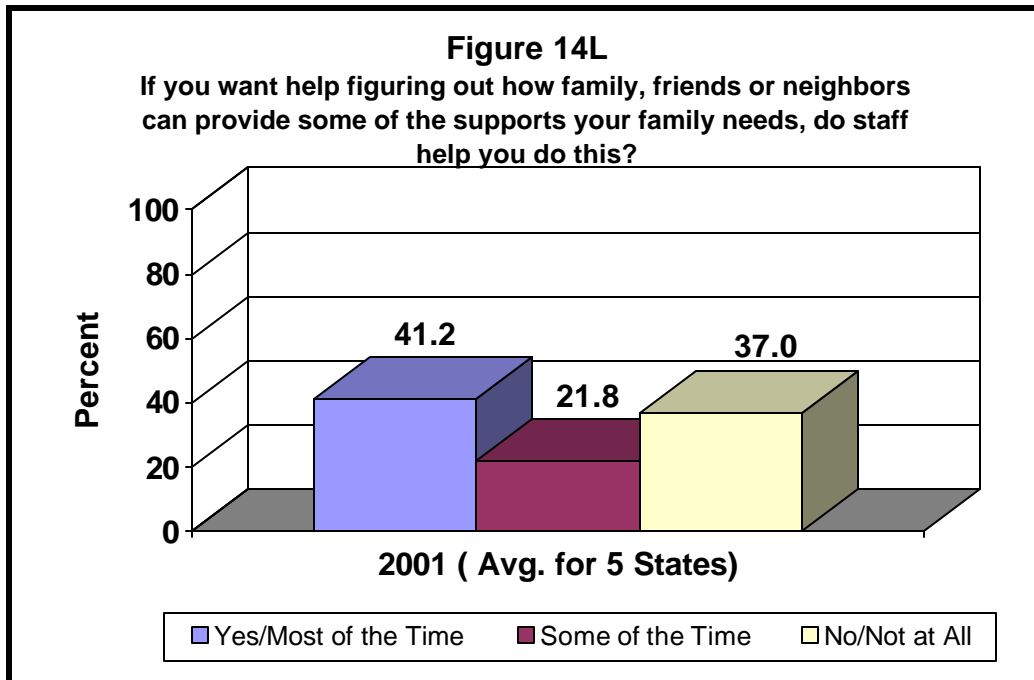 Figure 14L
If you want help figuring out how family, friends or neighbors
can provide some of the supports your family needs, do staff
help you do this?
Percent
100
80
60
40
20
0
41.2
21.8
37.0
2001 ( Avg. for 5 States)
Yes/Most of the Time
Some of the Time
No/Not at All